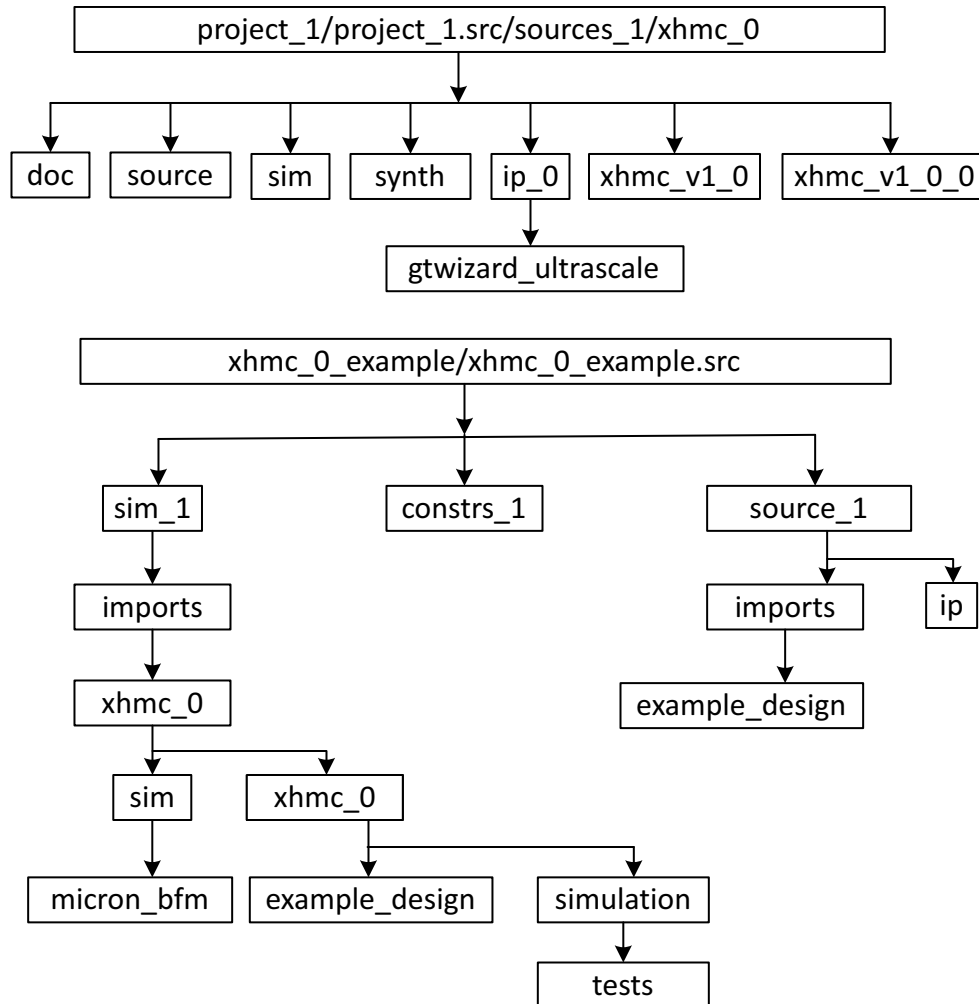 project_1/project_1.src/sources_1/xhmc_0
doc
source
sim
synth
ip_0
xhmc_v1_0
xhmc_v1_0_0
gtwizard_ultrascale
xhmc_0_example/xhmc_0_example.src
sim_1
constrs_1
source_1
imports
imports
ip
xhmc_0
example_design
sim
xhmc_0
micron_bfm
example_design
simulation
tests